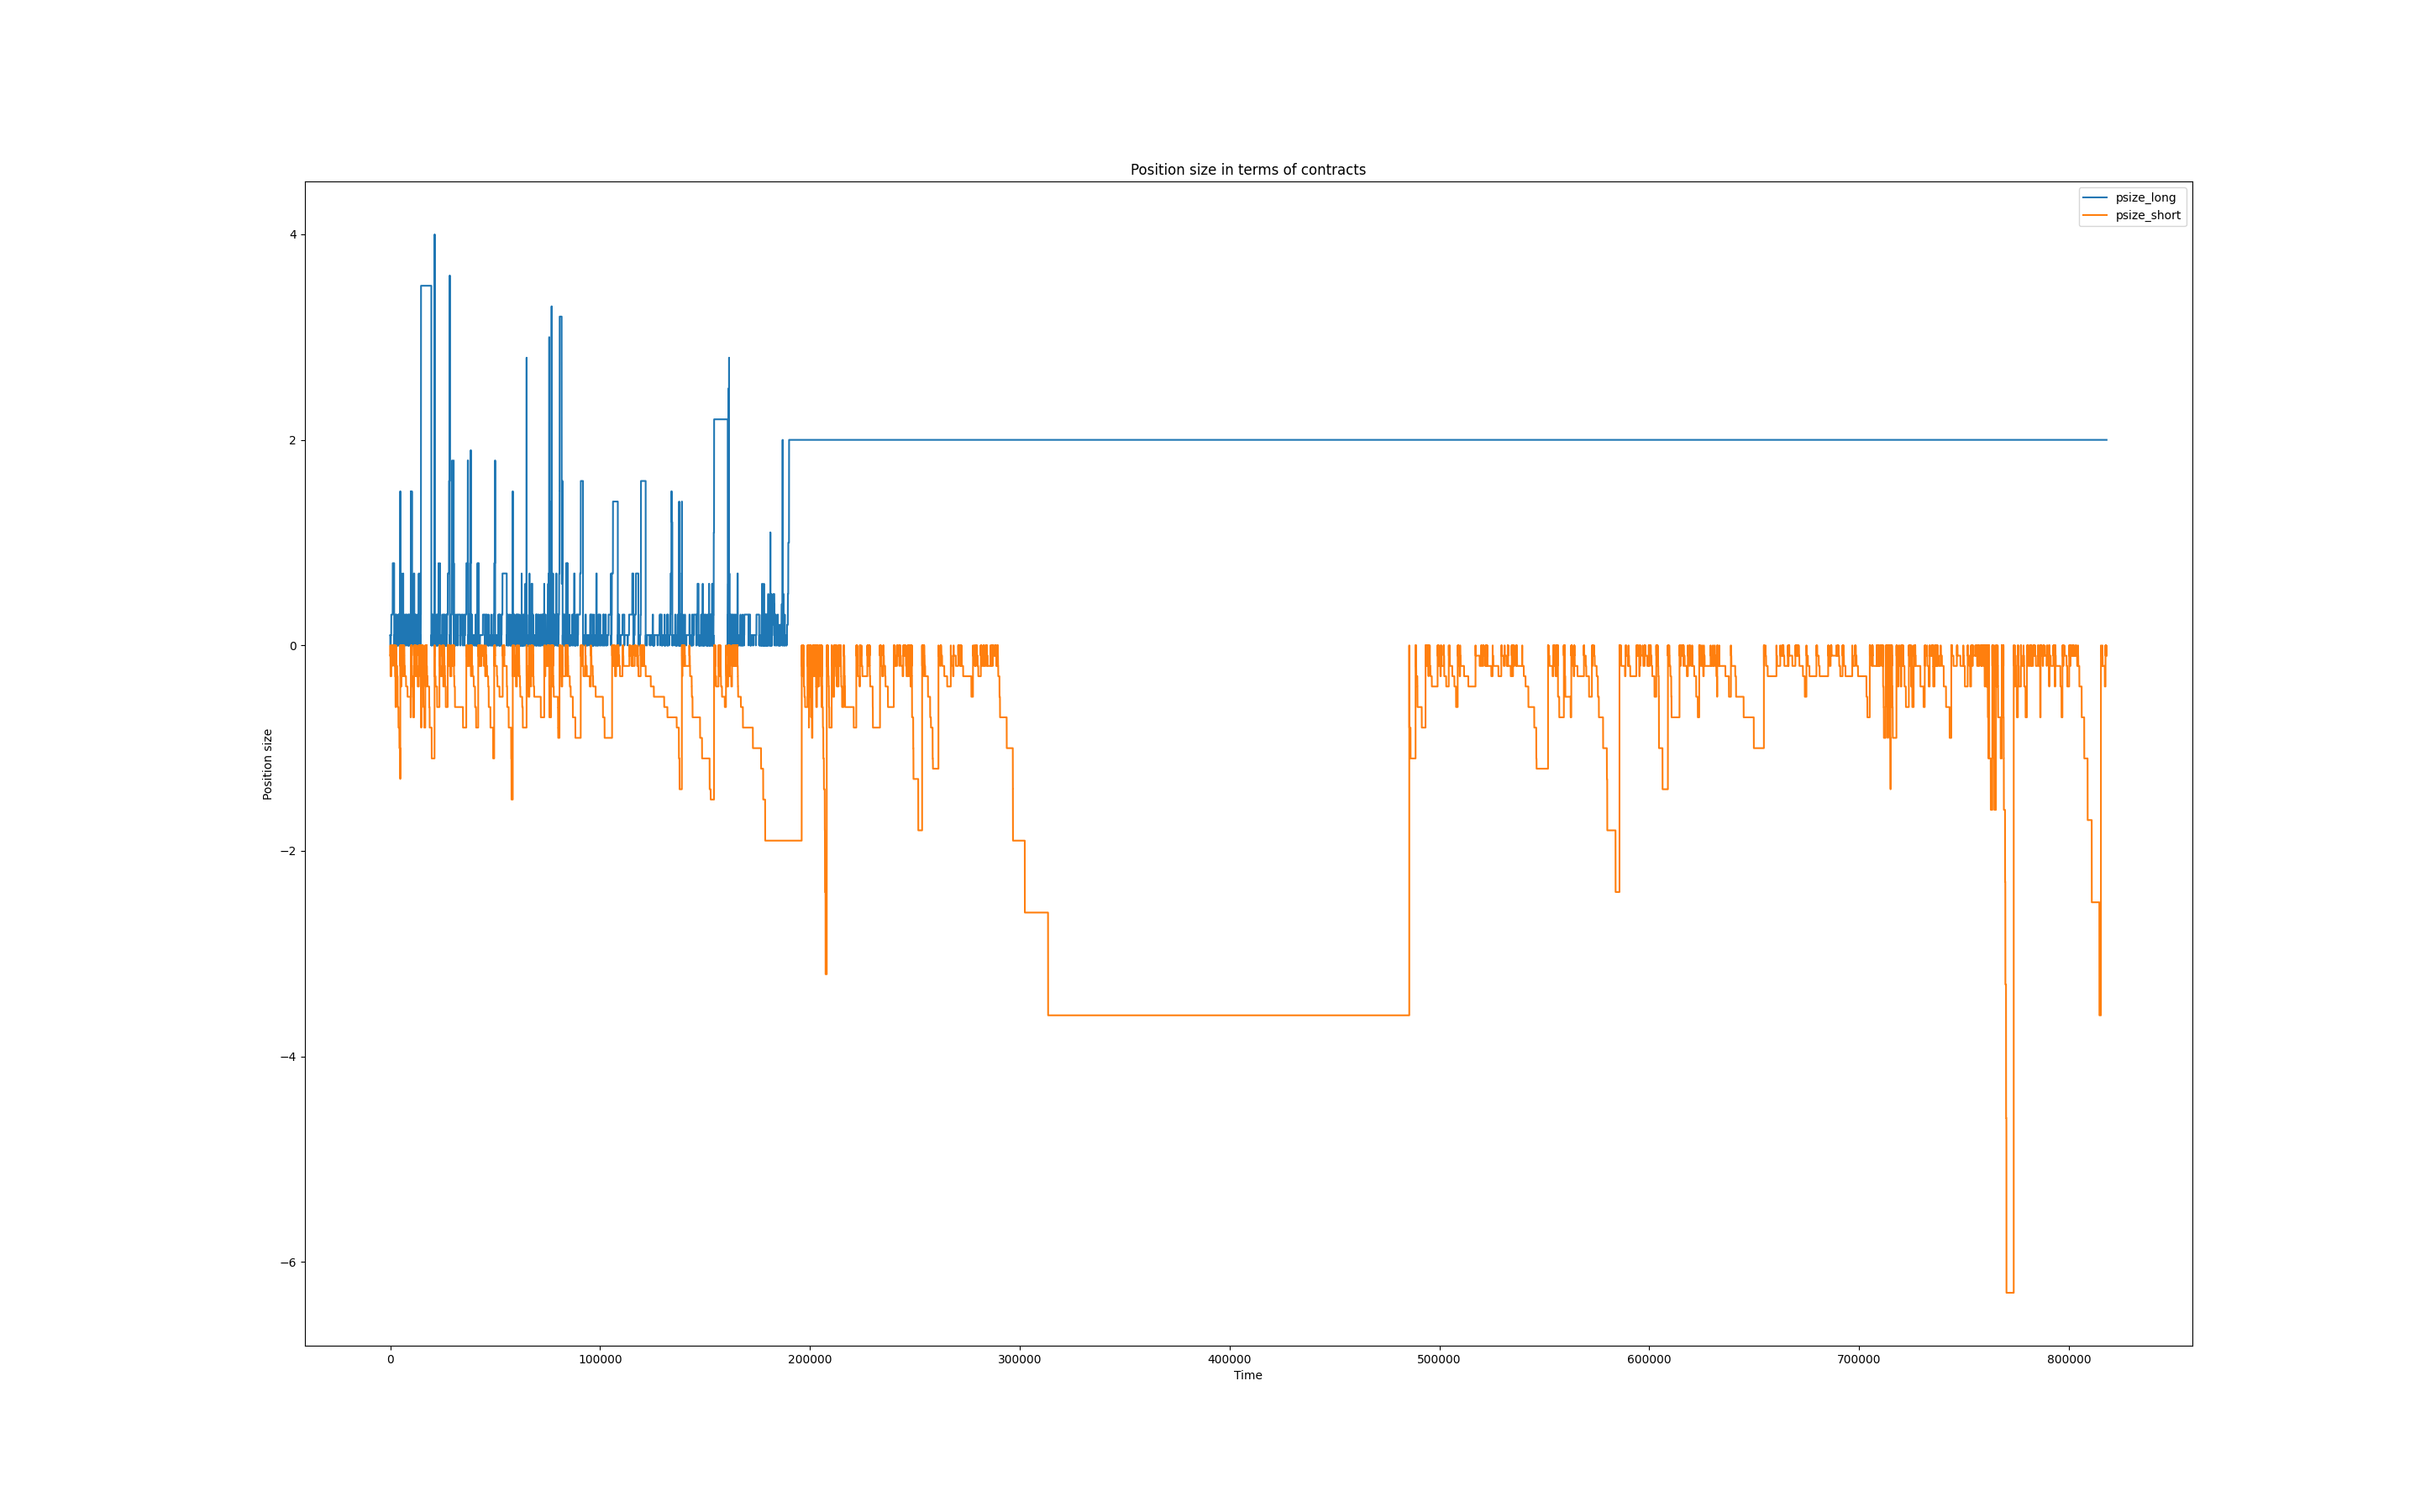 Position size in terms of contracts
psize_long
psize_short
4
2
0
−2
−4
−6
Position size
0 100000 200000 300000 400000 500000 600000 700000 800000
Time